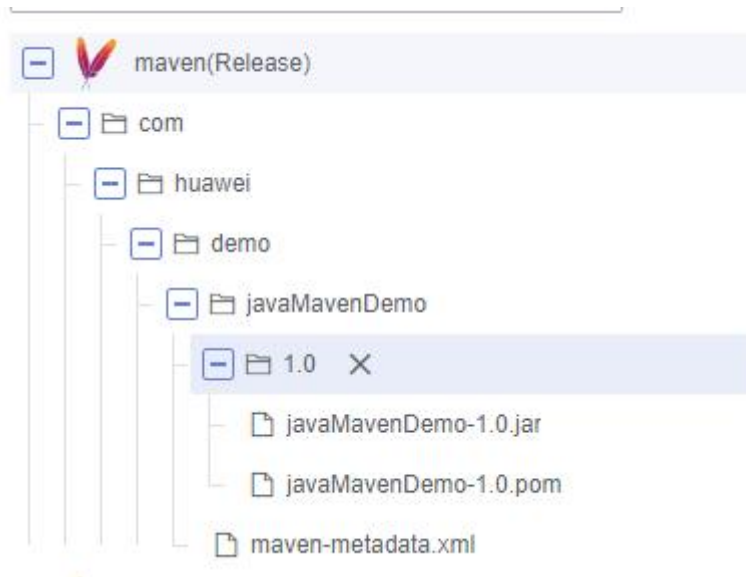 maven(Release)
com
huawei
demo
javaMavenDemo
1.0
javaMavenDemo-1.0.jar
javaMavenDemo-1.0.pom
maven-metadata.xml